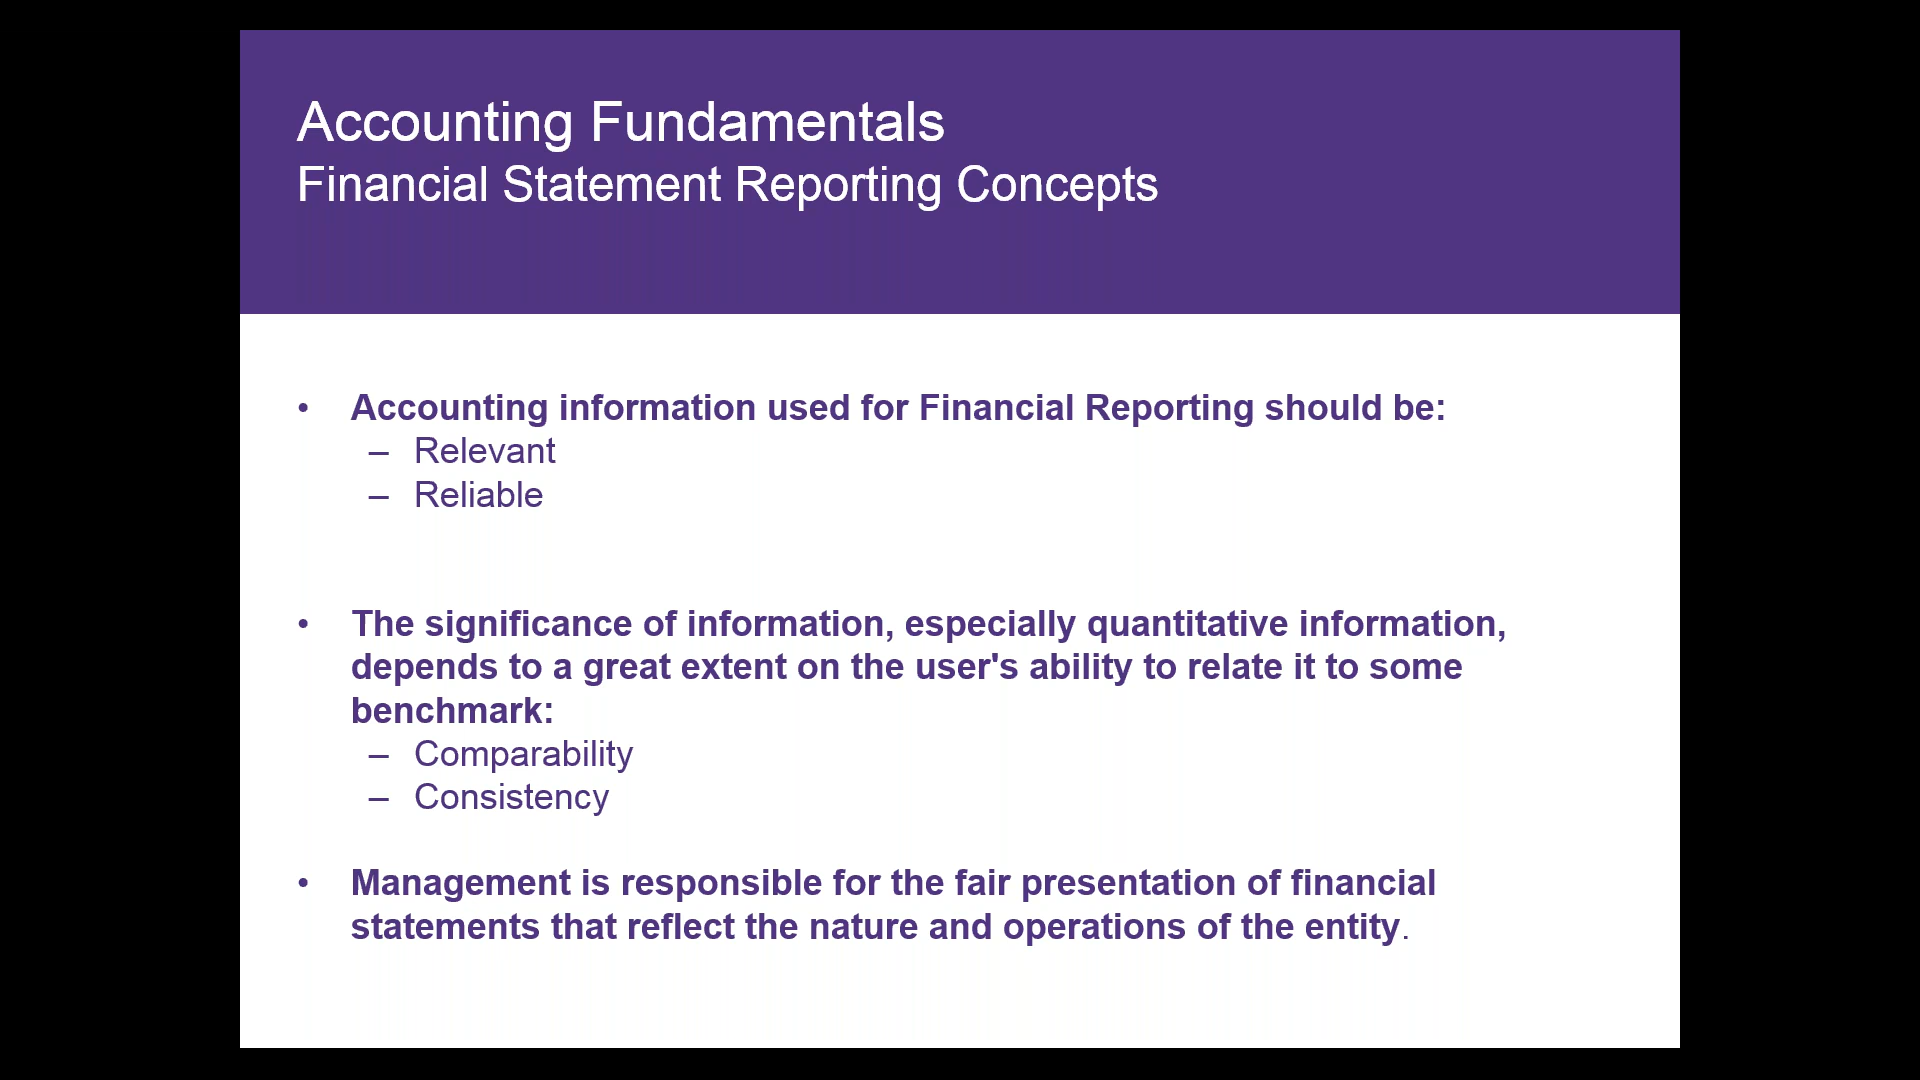 Accounting Fundamentals
Financial Statement Reporting Concepts
• Accounting information used for Financial Reporting should be:
– Relevant
– Reliable
• The significance of information, especially quantitative information,
depends to a great extent on the user's ability to relate it to some
benchmark:
– Comparability
– Consistency
• Management is responsible for the fair presentation of financial
statements that reflect the nature and operations of the entity.